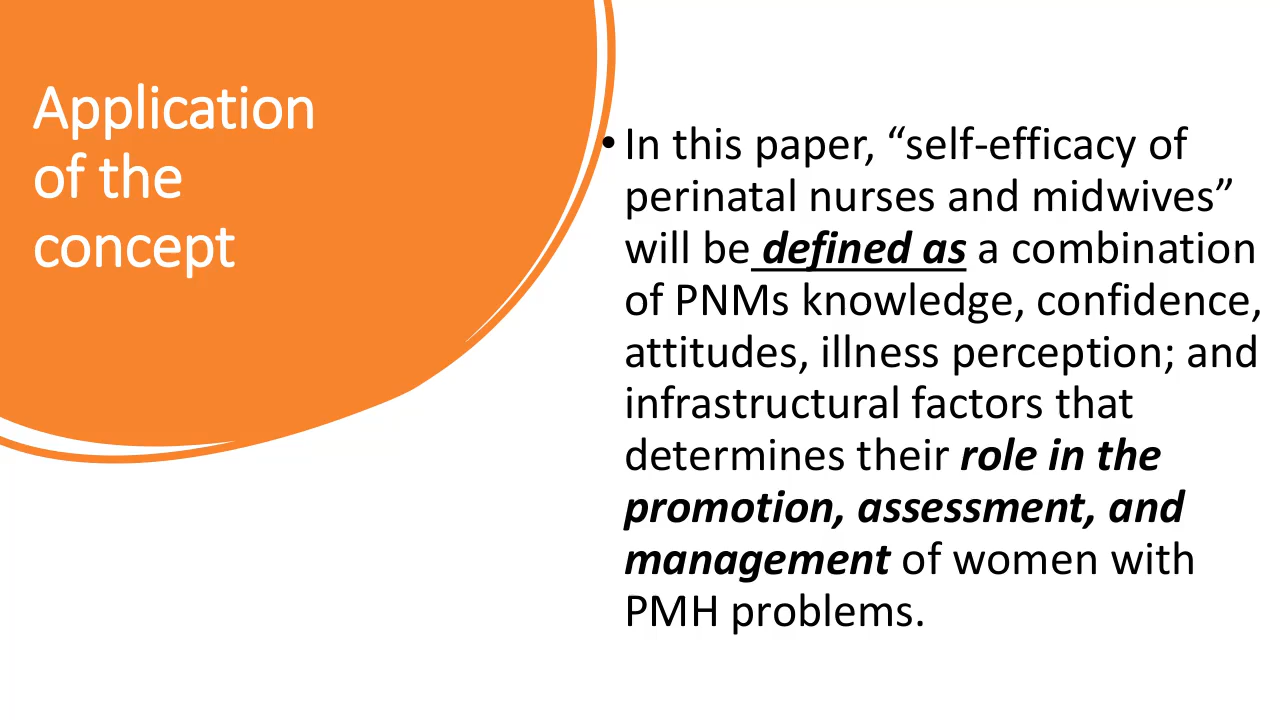 Application
of the
concept
• In this paper, “self-efficacy of
perinatal nurses and midwives”
will be defined as a combination
of PNMs knowledge, confidence,
attitudes, illness perception; and
infrastructural factors that
determines their role in the
promotion, assessment, and
management of women with
PMH problems.